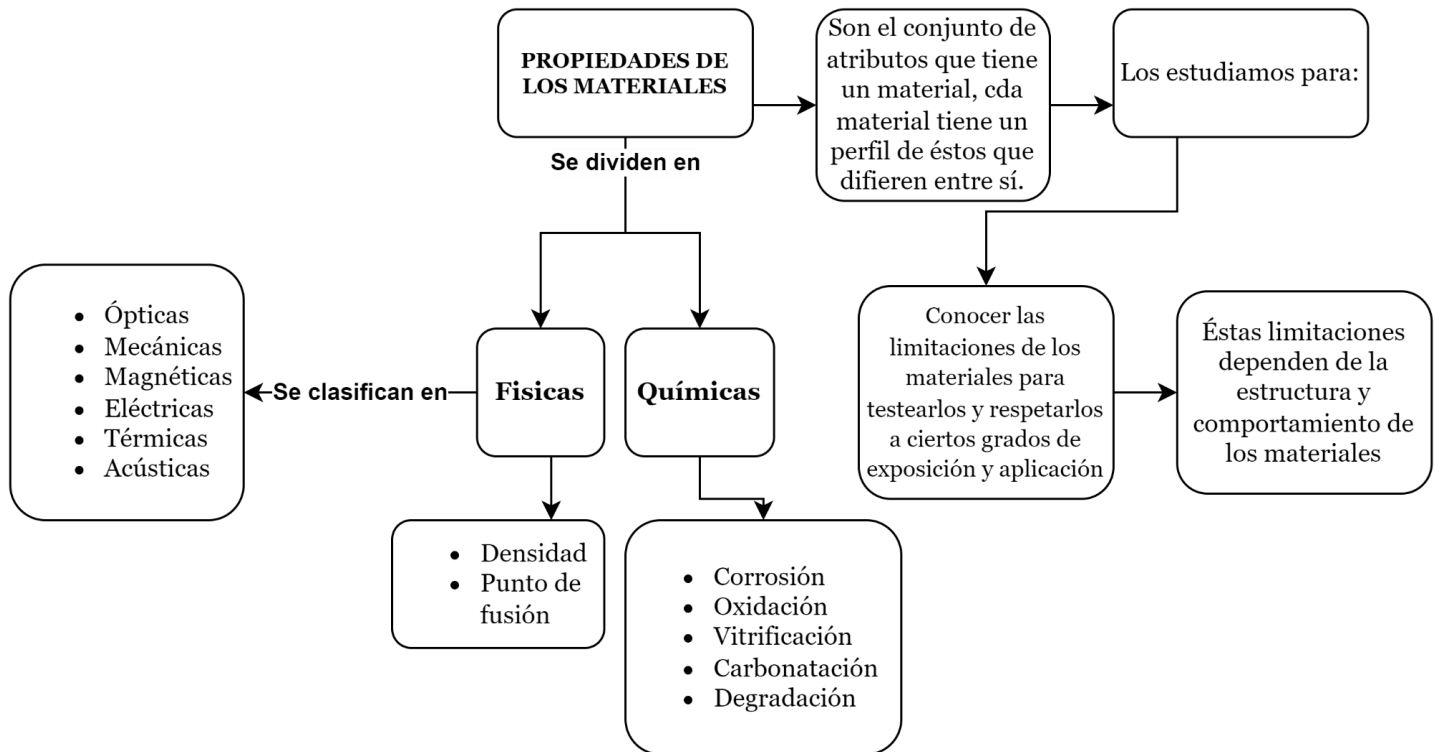 PROPIEDADES DE
LOS MATERIALES
Son el conjunto de
atributos que tiene
un material, cda
material tiene un
perfil de éstos que
difieren entre sí.
Los estudiamos para:
Se dividen en
Conocer las
limitaciones de los
materiales para
testearlos y respetarlos
a ciertos grados de
exposición y aplicación
Éstas limitaciones
dependen de la
estructura y
comportamiento de
los materiales
Fisicas
Químicas
Se clasifican en
• Ópticas
• Mecánicas
• Magnéticas
• Eléctricas
• Térmicas
• Acústicas
• Densidad
• Punto de
fusión
• Corrosión
• Oxidación
• Vitrificación
• Carbonatación
• Degradación